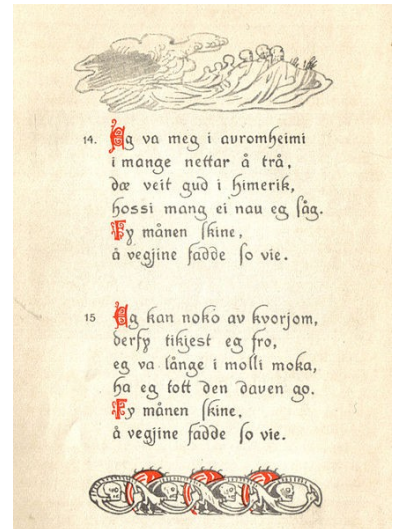 14. Eg va meg i auromheimi
i mange nettar å trå,
dæ veit gud i himerik,
hossi mang ei nau eg såg.
Fy månen skine,
å vegjine fadde so vie.
15 Eg kan noko av kvorjom,
derfy tikjest eg fro,
eg va långe i molli moka,
ha eg tott den daven go.
Fy månen skine,
å vegjine fadde so vie.